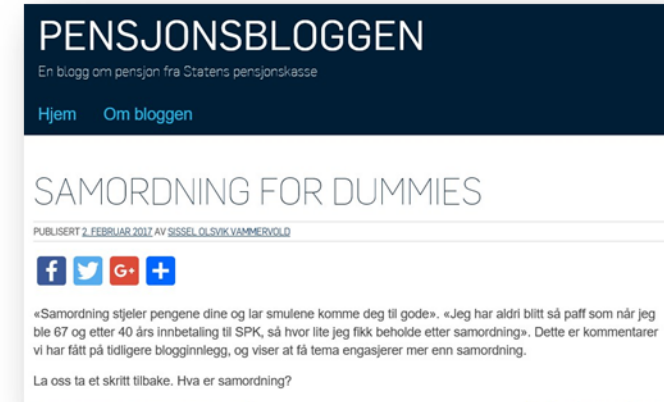 PENSJONSBLOGGEN
En blogg om pensjon fra Statens pensjonskasse
Hjem Om bloggen
SAMORDNING FOR DUMMIES
PUBLISERT 2. FEBRUAR 2017 AV SISSEL OLSVIK VAMMERVOLD
f G+ +
«Samordning stjeler pengene dine og lar smulene komme deg til gode». «Jeg har aldri blitt så paff som når jeg
ble 67 og etter 40 års innbetaling til SPK, så hvor lite jeg fikk beholde etter samordning». Dette er kommentarer
vi har fått på tidligere blogginnlegg, og viser at få tema engasjerer mer enn samordning.
La oss ta et skritt tilbake. Hva er samordning?